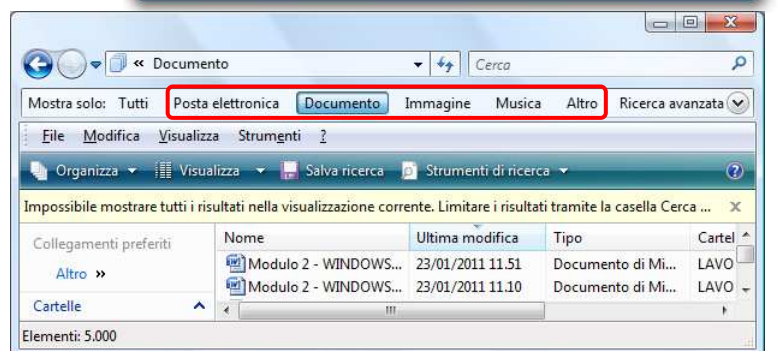 « Documento Cerca
Mostra solo: Tutti Posta elettronica Documento Immagine Musica Altro Ricerca avanzata
File Modifica Visualizza Strumenti ?
Organizza Visualizza Salva ricerca Strumenti di ricerca ?
Impossibile mostrare tutti i risultati nella visualizzazione corrente. Limitare i risultati tramite la casella Cerca ... x
Collegamenti preferiti Nome Ultima modifica Tipo Cartel
Modulo 2 - WINDOWS... 23/01/2011 11.51 Documento di Mi... LAVO
Altro »
Modulo 2 - WINDOWS... 23/01/2011 11.10 Documento di Mi... LAVO
Cartelle
Elementi: 5.000